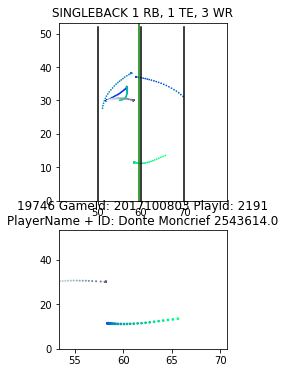 SINGLEBACK 1 RB, 1 TE, 3 WR
50
40
30
20
10
0
50 60 70
19746 GameId: 2017100803 PlayId: 2191
PlayerName + ID: Donte Moncrief 2543614.0
40
20
0
55 60 65 70